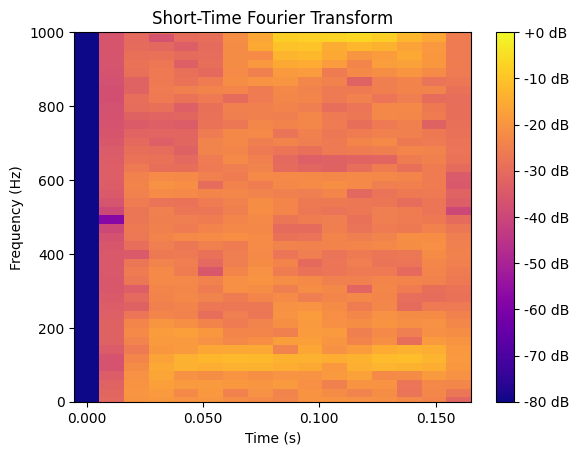 Short-Time Fourier Transform
1000
800
600
400
200
0
Frequency (Hz)
0.000
0.050
0.100
0.150
Time (s)
+0 dB
-10 dB
-20 dB
-30 dB
-40 dB
-50 dB
-60 dB
-70 dB
-80 dB